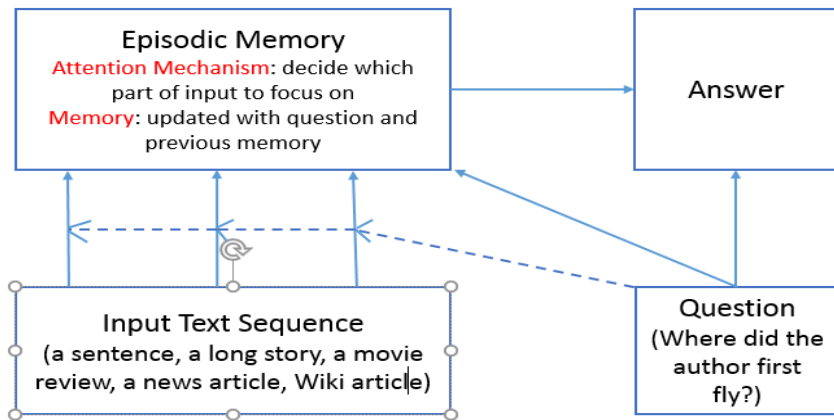 Episodic Memory
Attention Mechanism: decide which
part of input to focus on
Memory: updated with question and
previous memory
Answer
Input Text Sequence
(a sentence, a long story, a movie
review, a news article, Wiki article)
Question
(Where did the
author first
fly?)